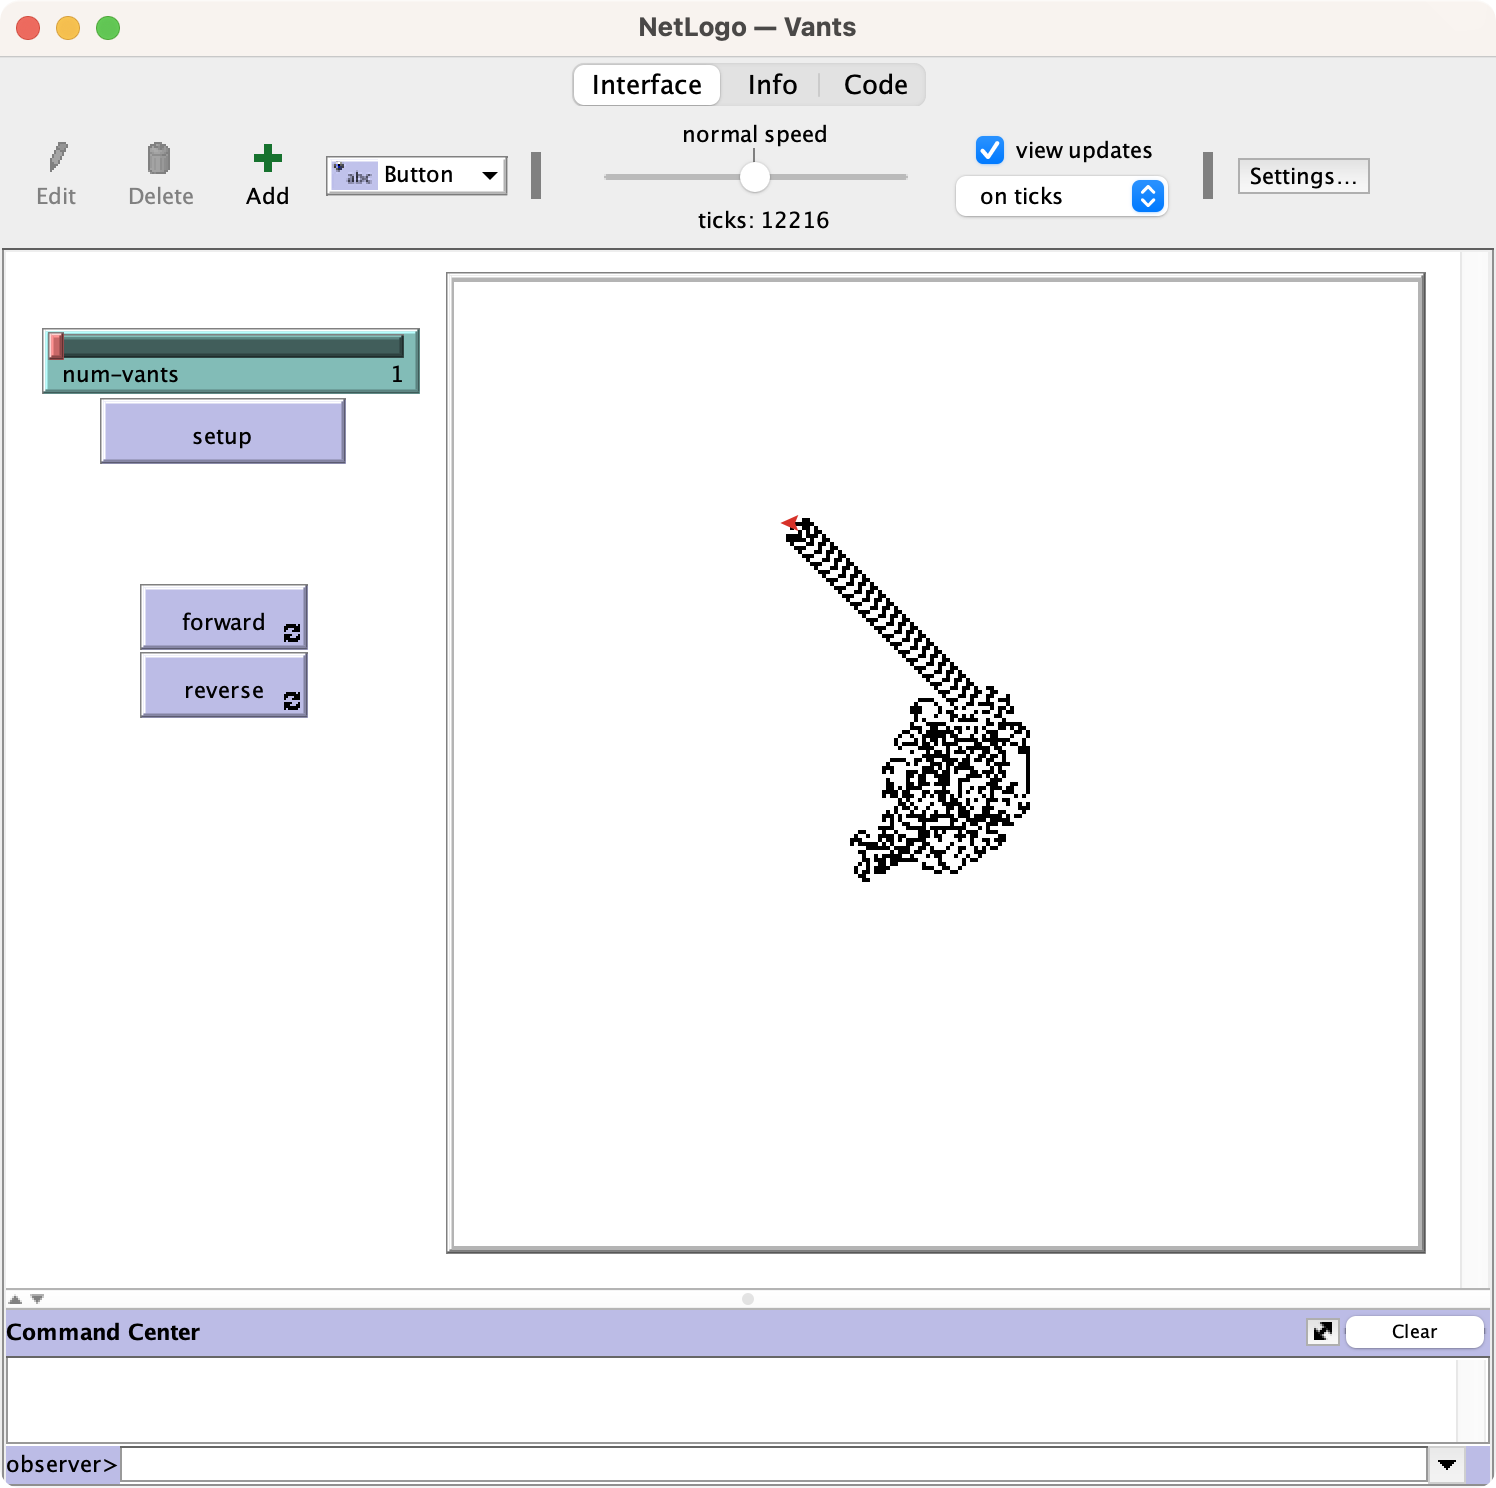 NetLogo — Vants
Interface Info Code
normal speed
view updates
Edit Delete Add abc Button
on ticks
Settings...
ticks: 12216
num-vants 1
setup
forward
reverse
Command Center
Clear
observer>